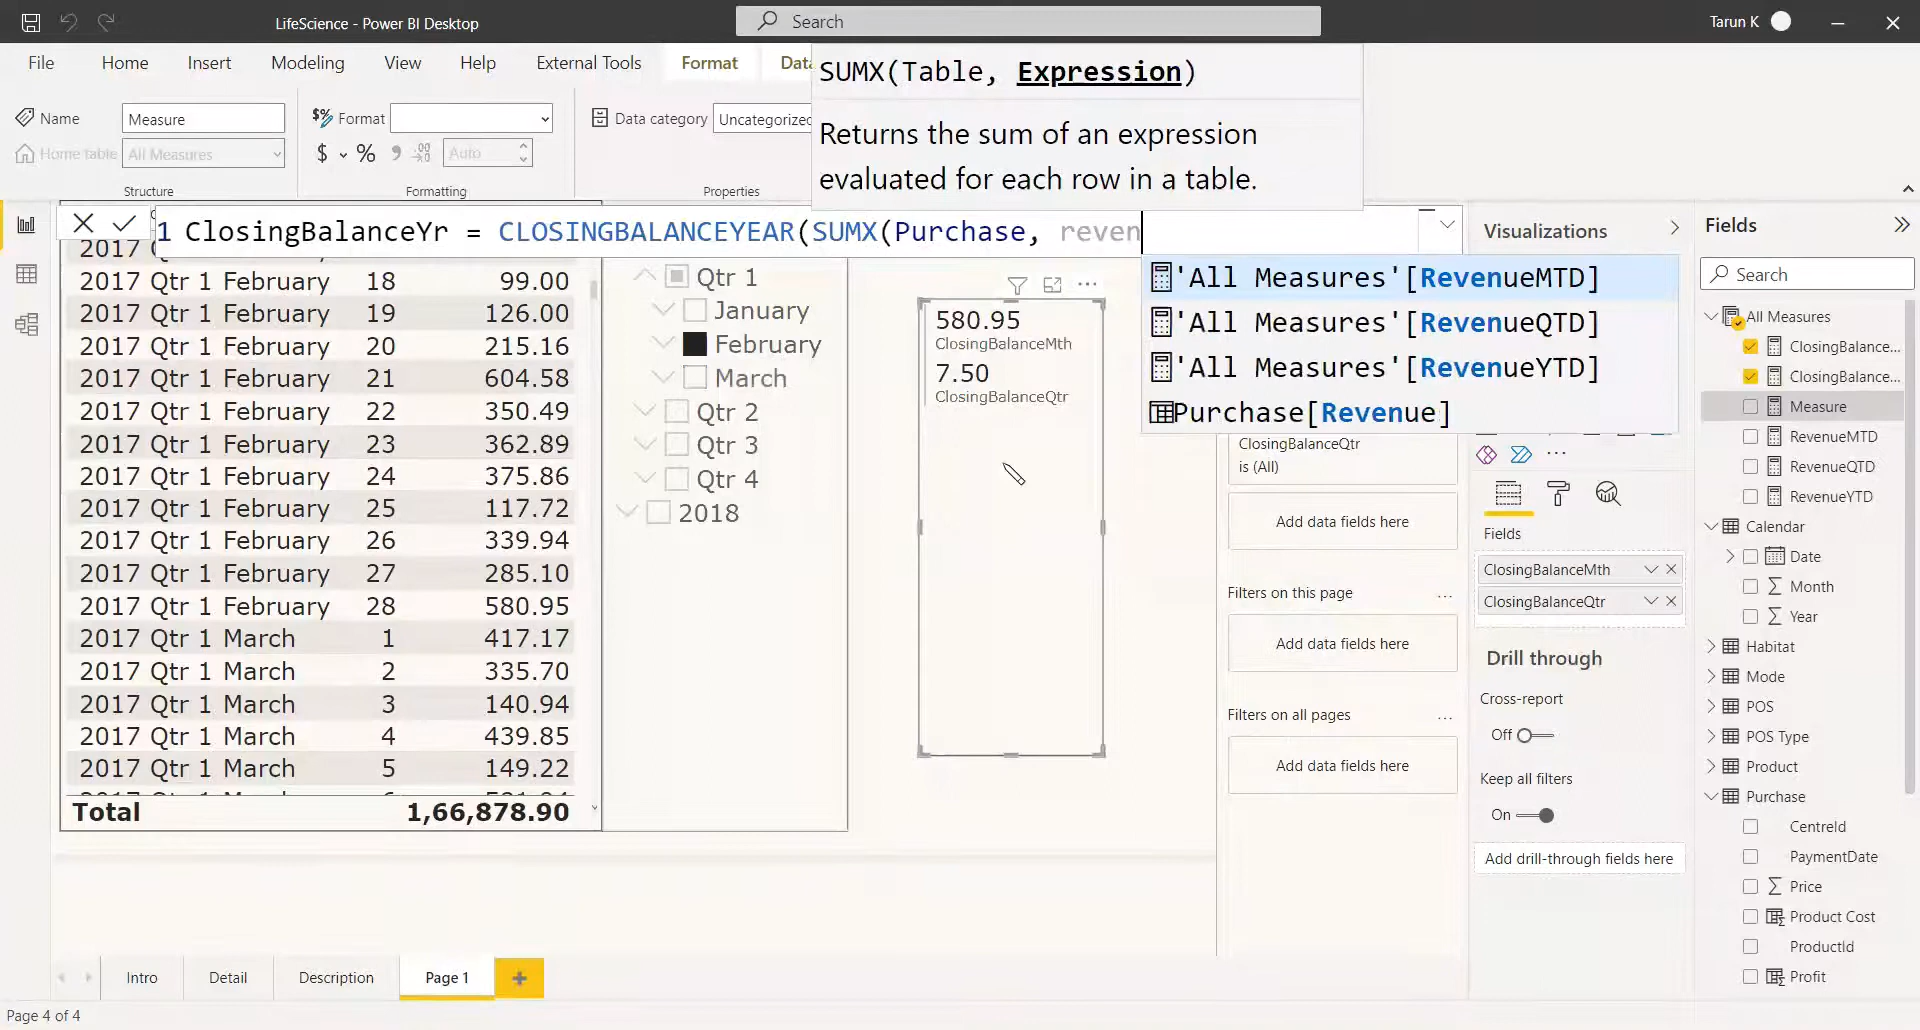 LifeScience - Power BI Desktop
Search
Tarun K
File Home Insert Modeling View Help External Tools Format
SUMX(Table, Expression)
Returns the sum of an expression
evaluated for each row in a table.
Name Measure
Home table All Measures
Structure
Format
$ % Auto
Formatting
Data category Uncategorized
Properties
1 ClosingBalanceYr = CLOSINGBALANCEYEAR(SUMX(Purchase, reven
'All Measures'[RevenueMTD]
'All Measures'[RevenueQTD]
'All Measures'[RevenueYTD]
Purchase[Revenue]
2017 Qtr 1 February 18 99.00
2017 Qtr 1 February 19 126.00
2017 Qtr 1 February 20 215.16
2017 Qtr 1 February 21 604.58
2017 Qtr 1 February 22 350.49
2017 Qtr 1 February 23 362.89
2017 Qtr 1 February 24 375.86
2017 Qtr 1 February 25 117.72
2017 Qtr 1 February 26 339.94
2017 Qtr 1 February 27 285.10
2017 Qtr 1 February 28 580.95
2017 Qtr 1 March 1 417.17
2017 Qtr 1 March 2 335.70
2017 Qtr 1 March 3 140.94
2017 Qtr 1 March 4 439.85
2017 Qtr 1 March 5 149.22
Total 1,66,878.90
Qtr 1
January
February
March
Qtr 2
Qtr 3
Qtr 4
2018
580.95
ClosingBalanceMth
7.50
ClosingBalanceQtr
ClosingBalanceQtr
is (All)
Add data fields here
Filters on this page
Add data fields here
Filters on all pages
Add data fields here
Visualizations
Fields
ClosingBalanceMth
ClosingBalanceQtr
Drill through
Cross-report
Off
Keep all filters
On
Add drill-through fields here
Fields
Search
All Measures
ClosingBalance...
ClosingBalance...
Measure
RevenueMTD
RevenueQTD
RevenueYTD
Calendar
Date
Month
Year
Habitat
Mode
POS
POS Type
Product
Purchase
CentreId
PaymentDate
Price
Product Cost
ProductId
Profit
Intro Detail Description Page 1
Page 4 of 4